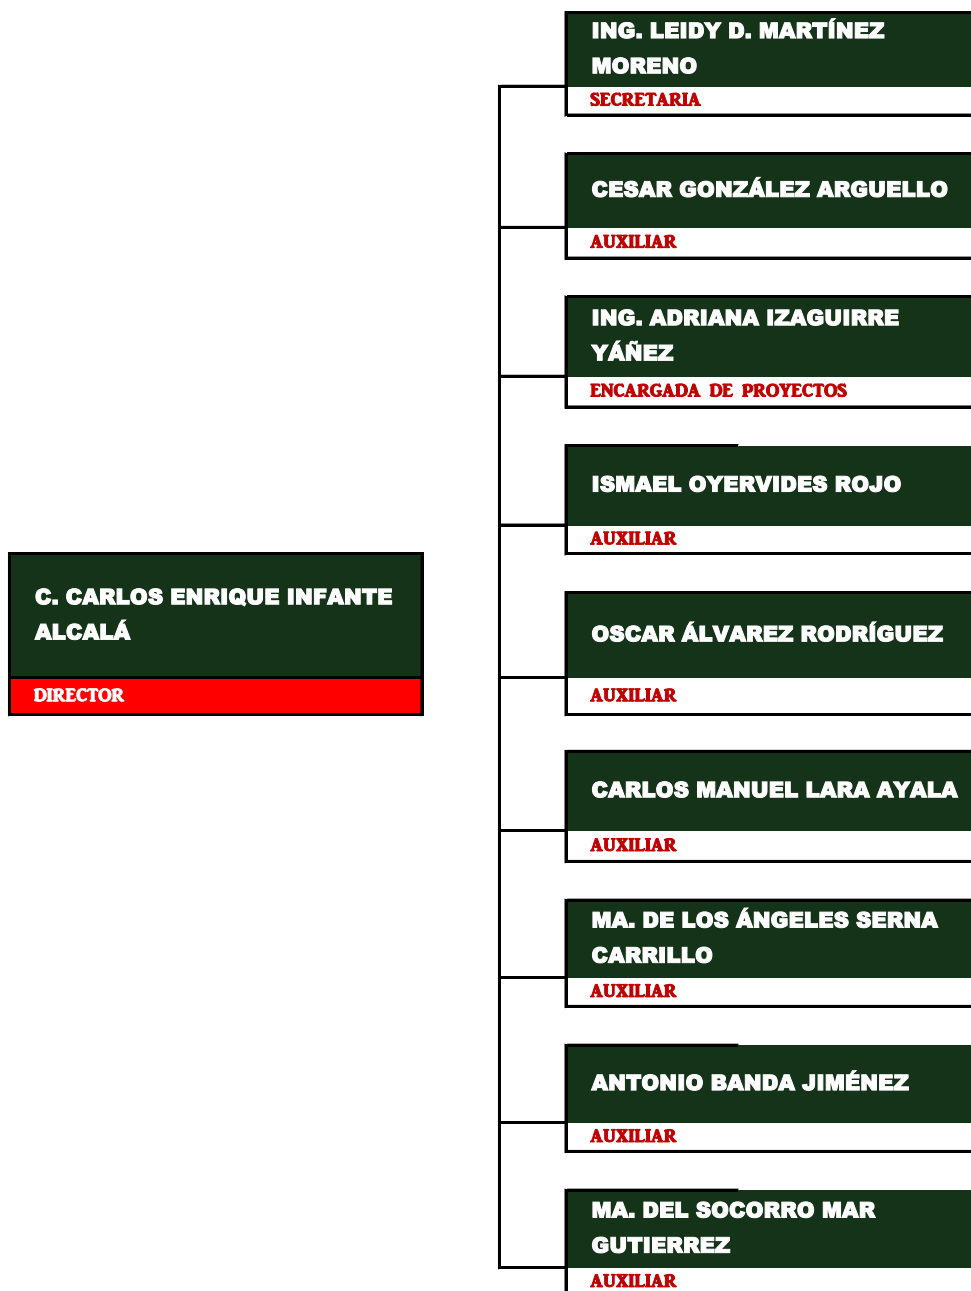 ING. LEIDY D. MARTÍNEZ
MORENO
SECRETARIA
CESAR GONZÁLEZ ARGUELLO
AUXILIAR
ING. ADRIANA IZAGUIRRE
YÁÑEZ
ENCARGADA DE PROYECTOS
ISMAEL OYERVIDES ROJO
AUXILIAR
C. CARLOS ENRIQUE INFANTE
ALCALÁ
DIRECTOR
OSCAR ÁLVAREZ RODRÍGUEZ
AUXILIAR
CARLOS MANUEL LARA AYALA
AUXILIAR
MA. DE LOS ÁNGELES SERNA
CARRILLO
AUXILIAR
ANTONIO BANDA JIMÉNEZ
AUXILIAR
MA. DEL SOCORRO MAR
GUTIERREZ
AUXILIAR